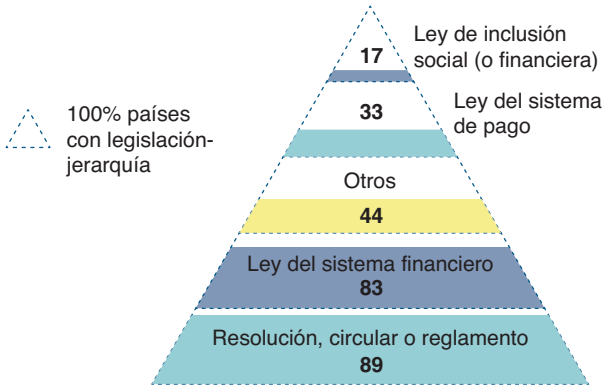 17
Ley de inclusión
social (o financiera)
33
Ley del sistema
de pago
100% países
con legislación-
jerarquía
Otros
44
Ley del sistema financiero
83
Resolución, circular o reglamento
89